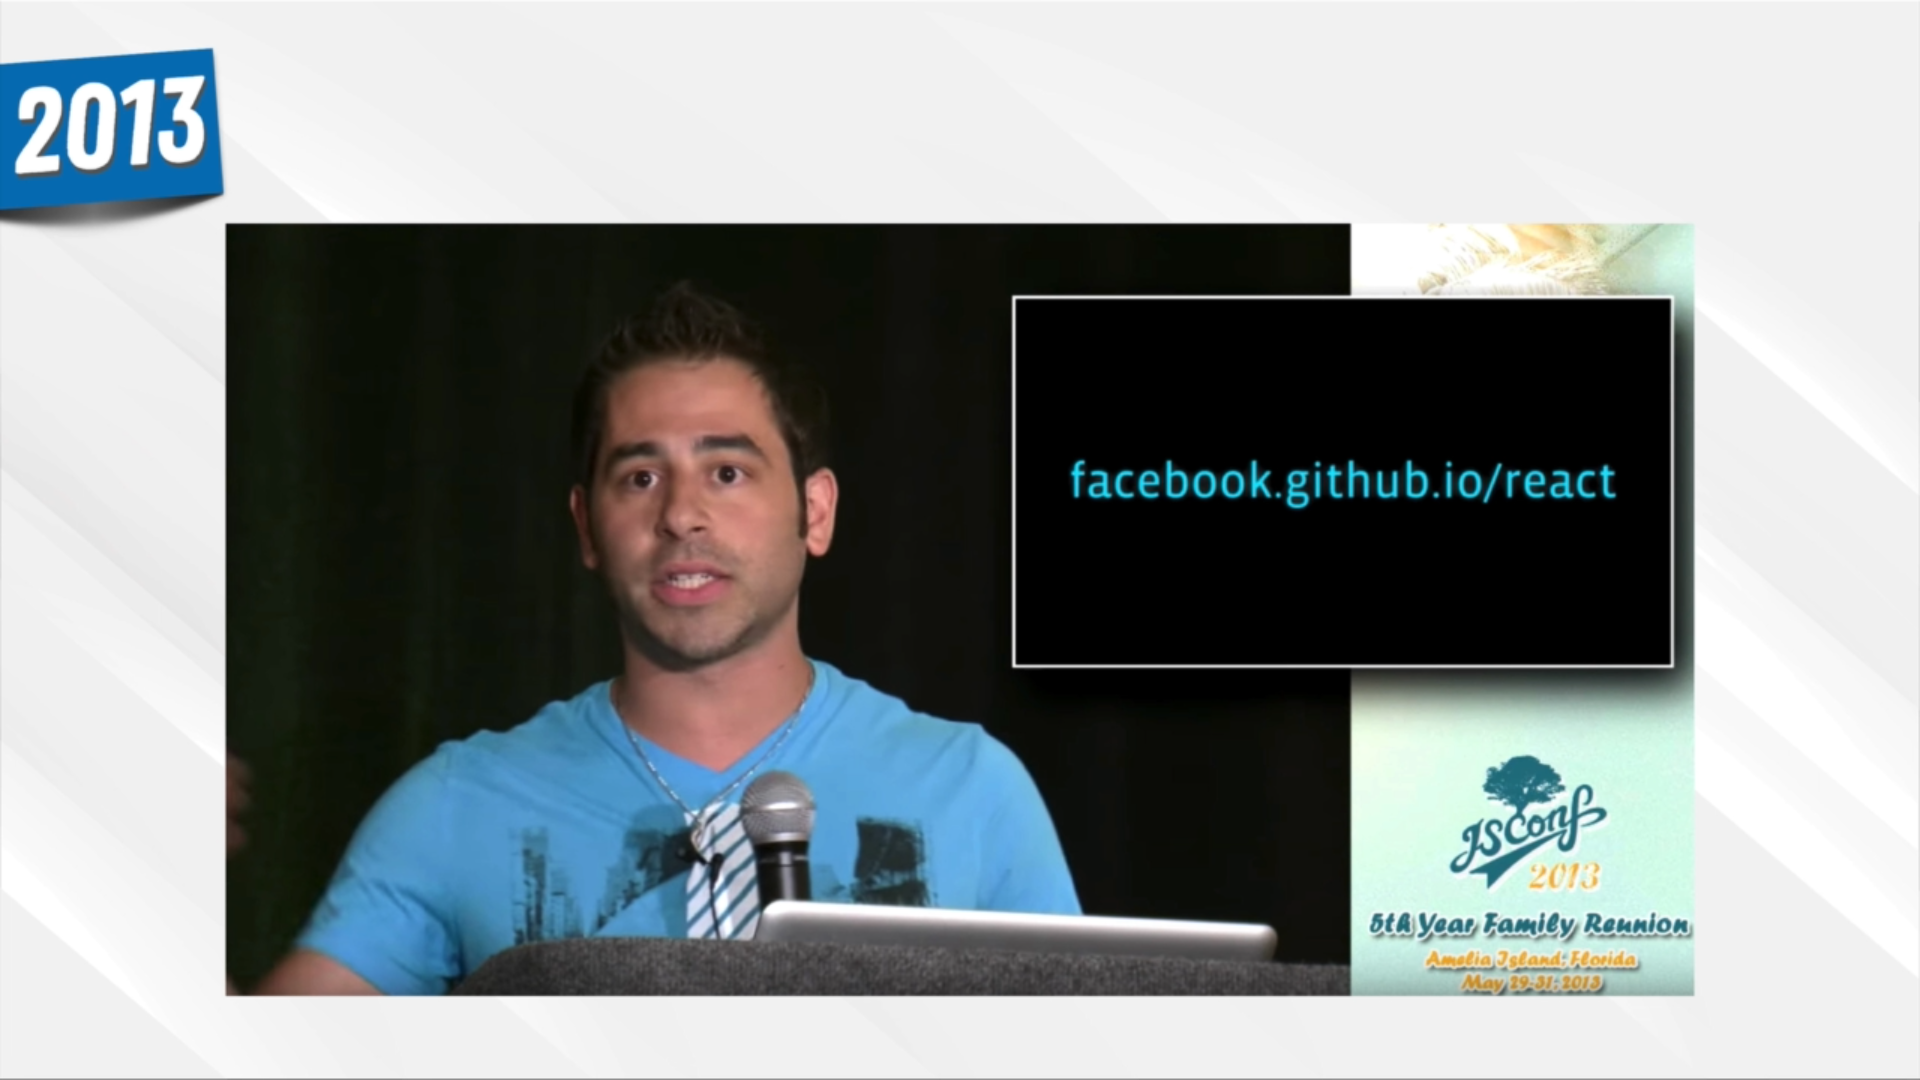 2013
facebook.github.io/react
JSConf
2013
5th Year Family Reunion
Amelia Island, Florida
May 29-31, 2013